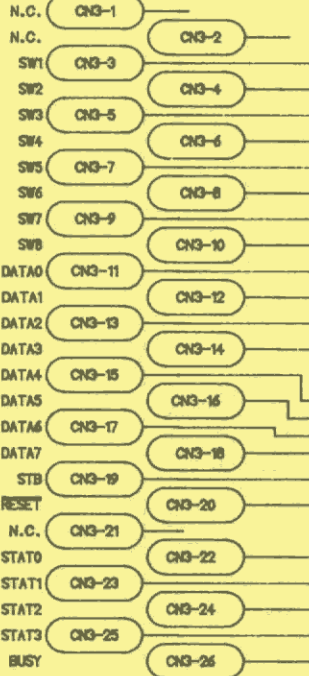 N.C. CN3-1
N.C. CN3-2
SW1 CN3-3
SW2 CN3-4
SW3 CN3-5
SW4 CN3-6
SW5 CN3-7
SW6 CN3-8
SW7 CN3-9
SW8 CN3-10
DATA0 CN3-11
DATA1 CN3-12
DATA2 CN3-13
DATA3 CN3-14
DATA4 CN3-15
DATA5 CN3-16
DATA6 CN3-17
DATA7 CN3-18
STB CN3-19
RESET CN3-20
N.C. CN3-21
STAT0 CN3-22
STAT1 CN3-23
STAT2 CN3-24
STAT3 CN3-25
BUSY CN3-26